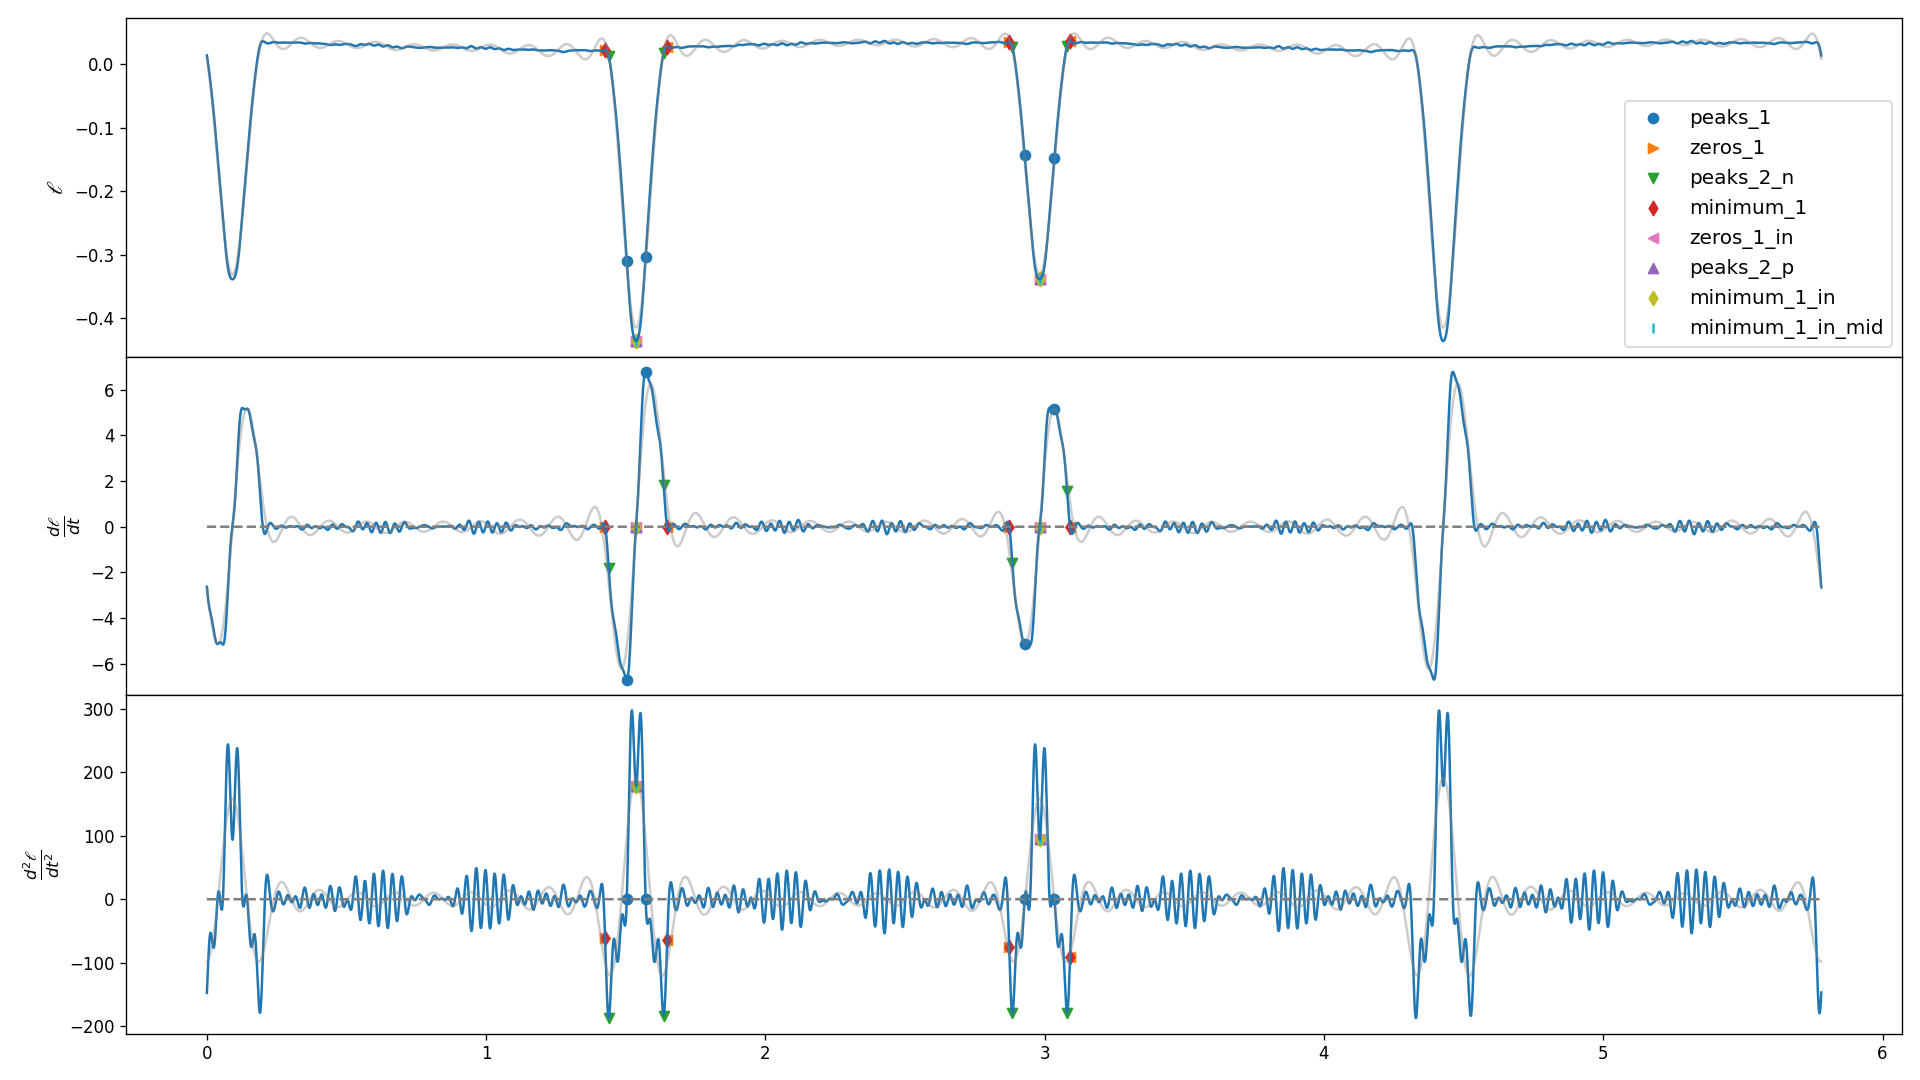 0.0
−0.1
−0.2
−0.3
−0.4
ℓ
peaks_1
zeros_1
peaks_2_n
minimum_1
zeros_1_in
peaks_2_p
minimum_1_in
minimum_1_in_mid
6
4
2
0
−2
−4
−6
dℓ
dt
300
200
100
0
−100
−200
d²ℓ
dt²
0 1 2 3 4 5 6